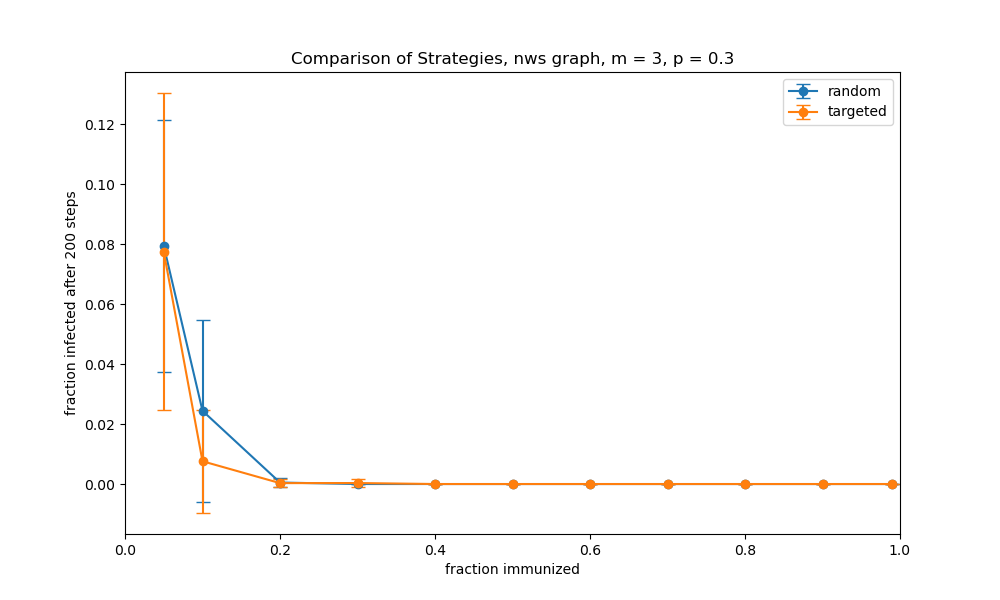 Comparison of Strategies, nws graph, m = 3, p = 0.3
random
targeted
fraction infected after 200 steps
0.12
0.10
0.08
0.06
0.04
0.02
0.00
0.0 0.2 0.4 0.6 0.8 1.0
fraction immunized